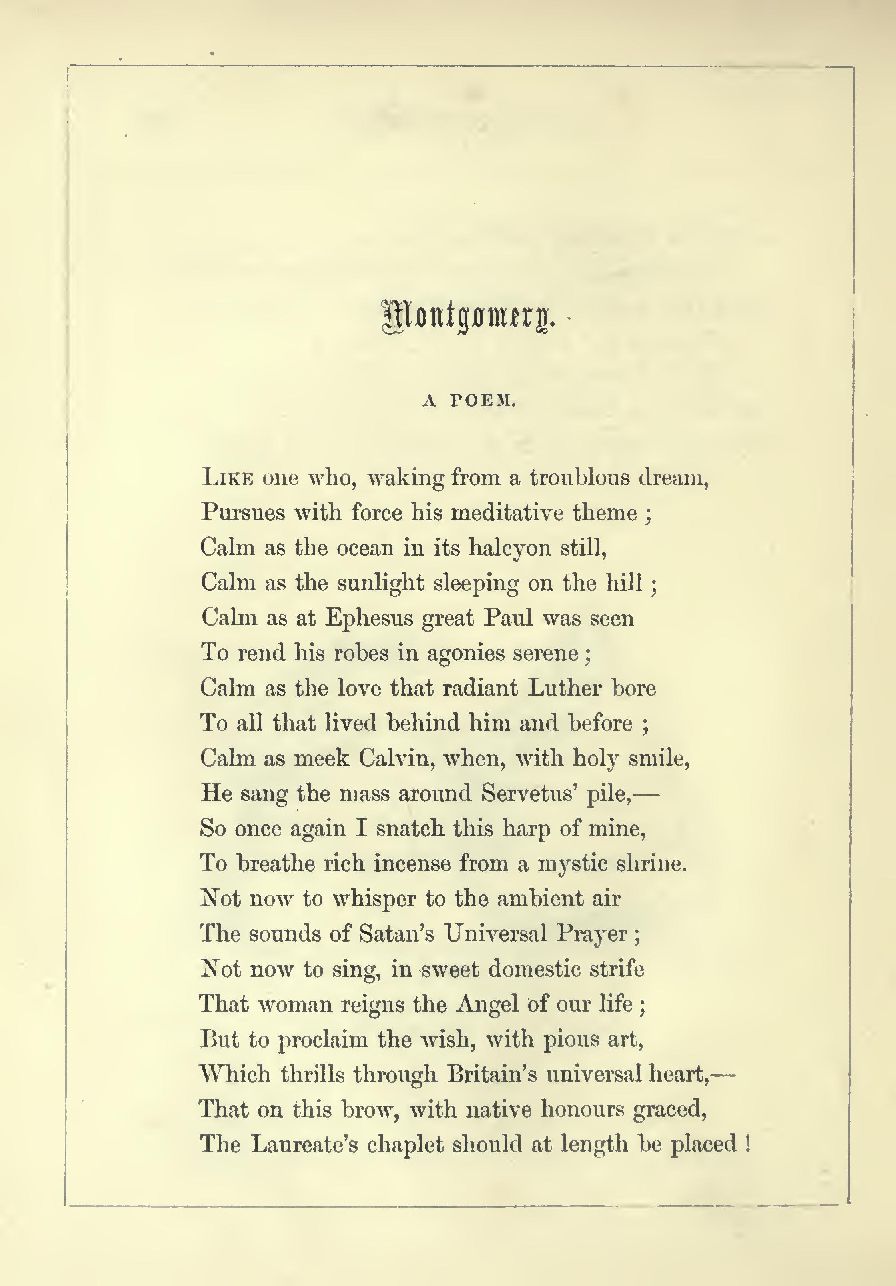 Montgomery.
A POEM.
LIKE one who, waking from a troublous dream,
Pursues with force his meditative theme ;
Calm as the ocean in its halcyon still,
Calm as the sunlight sleeping on the hill ;
Calm as at Ephesus great Paul was seen
To rend his robes in agonies serene ;
Calm as the love that radiant Luther bore
To all that lived behind him and before ;
Calm as meek Calvin, when, with holy smile,
He sang the mass around Servetus’ pile,—
So once again I snatch this harp of mine,
To breathe rich incense from a mystic shrine.
Not now to whisper to the ambient air
The sounds of Satan’s Universal Prayer ;
Not now to sing, in sweet domestic strife
That woman reigns the Angel of our life ;
But to proclaim the wish, with pious art,
Which thrills through Britain’s universal heart,—
That on this brow, with native honours graced,
The Laureate’s chaplet should at length be placed !